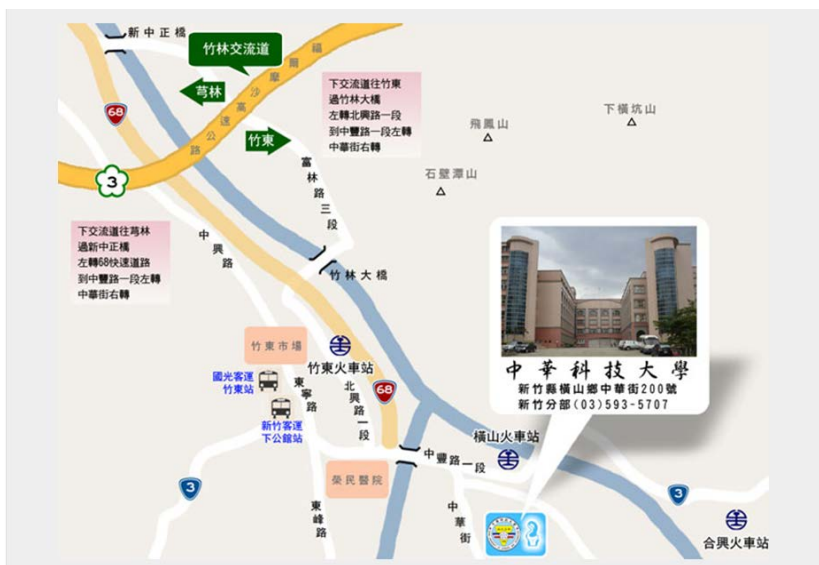 新中正橋
竹林交流道
福爾摩沙高速公路
芎林
竹東
68
3
下交流道往竹東
過竹林大橋
左轉北興路一段
到中豐路一段左轉
中華街右轉
下橫坑山
飛鳳山
石壁潭山
富林路三段
下交流道往芎林
過新中正橋
左轉68快速道路
到中豐路一段左轉
中華街右轉
中興路
竹林大橋
竹東市場
竹東火車站
國光客運
竹東站
新竹客運
下公館站
東寧路
北興路一段
68
中華科技大學
新竹縣橫山鄉中華街200號
新竹分部(03)593-5707
橫山火車站
中豐路一段
榮民醫院
3
東峰路
中華街
3
合興火車站